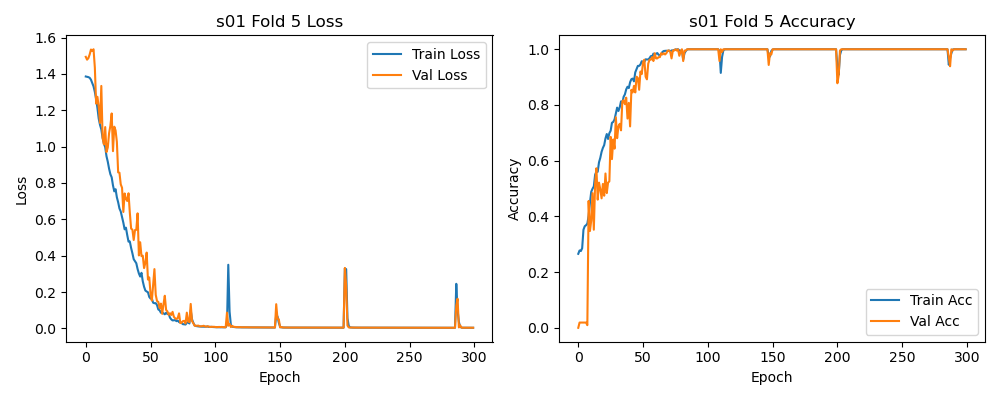 s01 Fold 5 Loss
Loss
1.6
1.4
1.2
1.0
0.8
0.6
0.4
0.2
0.0
Train Loss
Val Loss
0 50 100 150 200 250 300
Epoch
s01 Fold 5 Accuracy
Accuracy
1.0
0.8
0.6
0.4
0.2
0.0
Train Acc
Val Acc
0 50 100 150 200 250 300
Epoch